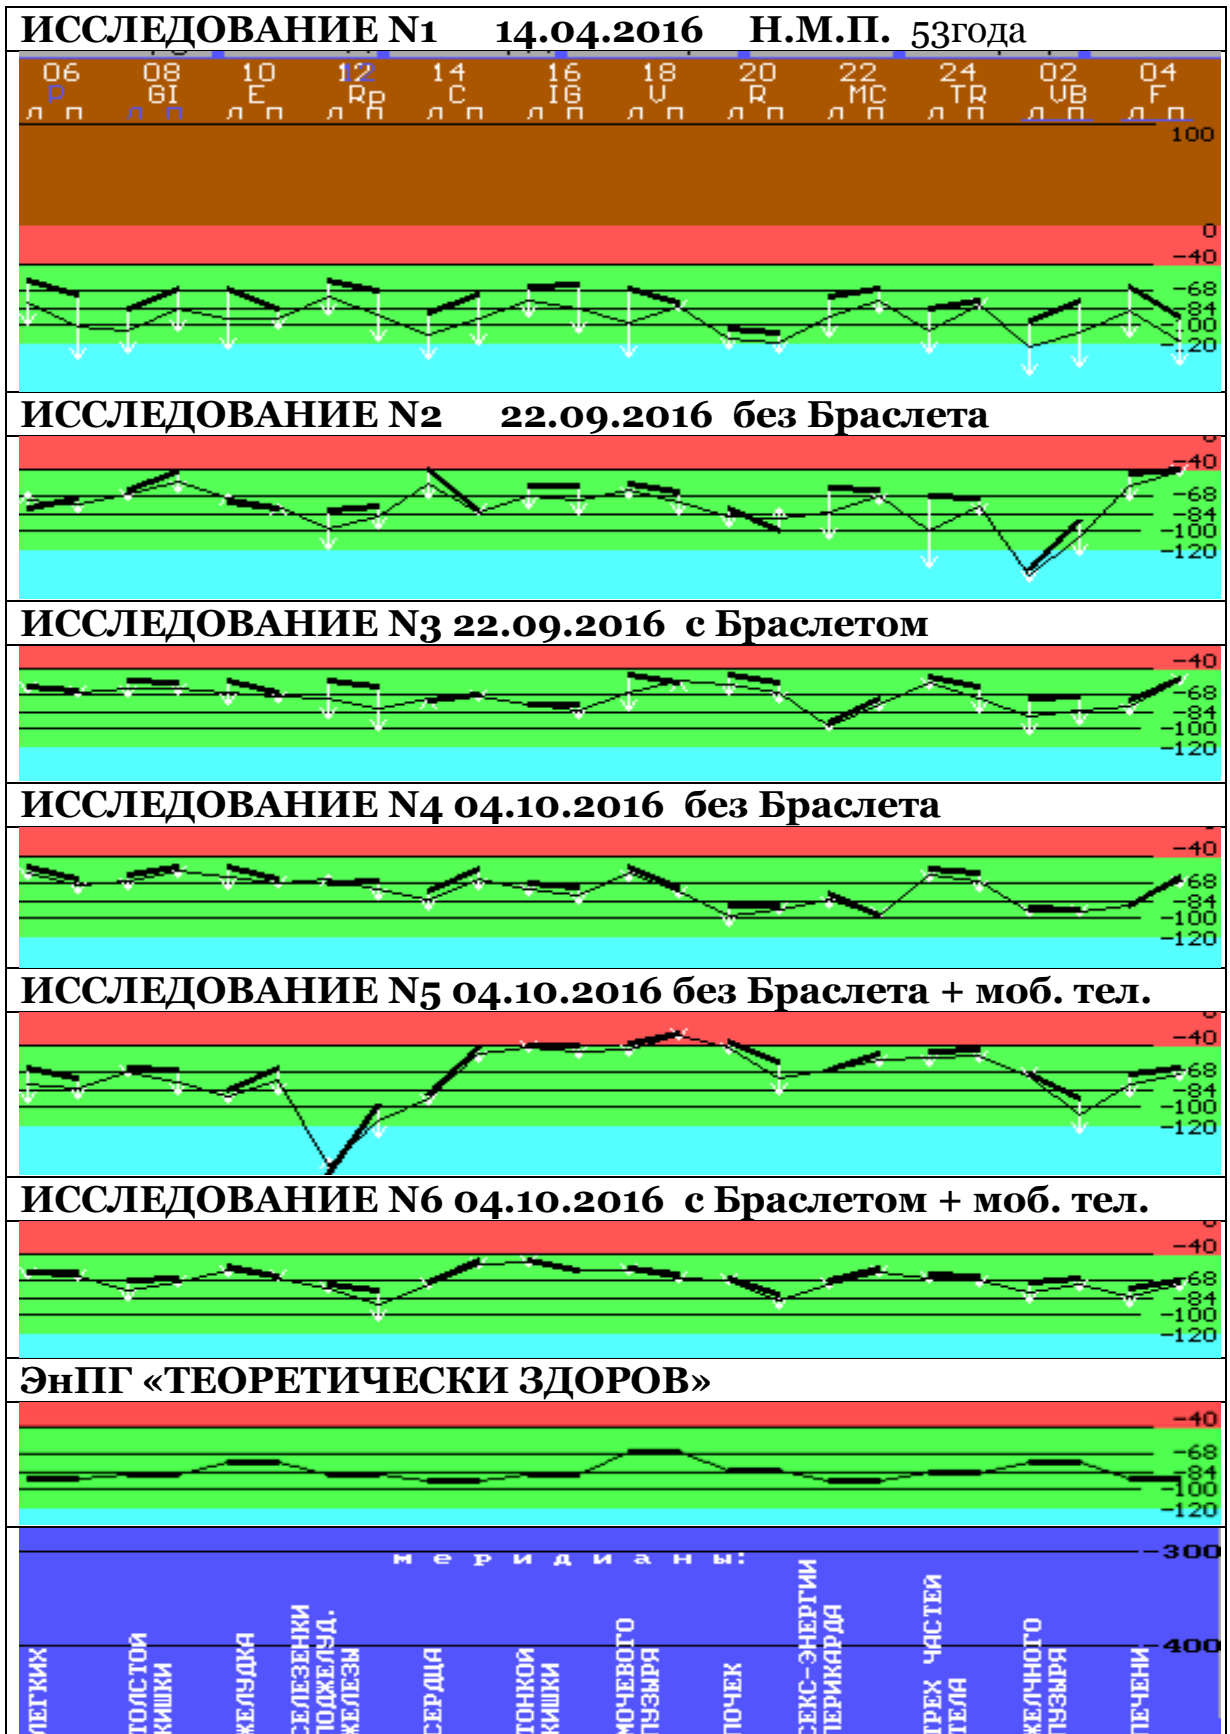 ИССЛЕДОВАНИЕ N1 14.04.2016 Н.М.П. 53года
06 08 10 12 14 16 18 20 22 24 02 04
P GI E Rp C IG V R MC TR VB F
л п л п л п л п л п л п л п л п л п л п л п л п
100
0
-40
-68
-84
-100
-120
ИССЛЕДОВАНИЕ N2 22.09.2016 без Браслета
-40
-68
-84
-100
-120
ИССЛЕДОВАНИЕ N3 22.09.2016 с Браслетом
-40
-68
-84
-100
-120
ИССЛЕДОВАНИЕ N4 04.10.2016 без Браслета
-40
-68
-84
-100
-120
ИССЛЕДОВАНИЕ N5 04.10.2016 без Браслета + моб. тел.
-40
-68
-84
-100
-120
ИССЛЕДОВАНИЕ N6 04.10.2016 с Браслетом + моб. тел.
-40
-68
-84
-100
-120
ЭнПГ «ТЕОРЕТИЧЕСКИ ЗДОРОВ»
-40
-68
-84
-100
-120
меридианы:
-300
-400
ЛЕГКИХ
ТОЛСТОЙ
КИШКИ
ЖЕЛУДКА
СЕЛЕЗЕНКИ
ПОДЖЕЛУД.
ЖЕЛЕЗЫ
СЕРДЦА
ТОНКОЙ
КИШКИ
МОЧЕВОГО
ПУЗЫРЯ
ПОЧЕК
СЕКС-ЭНЕРГИИ
ПЕРИКАРДА
ТРЕХ ЧАСТЕЙ
ТЕЛА
ЖЕЛЧНОГО
ПУЗЫРЯ
ПЕЧЕНИ